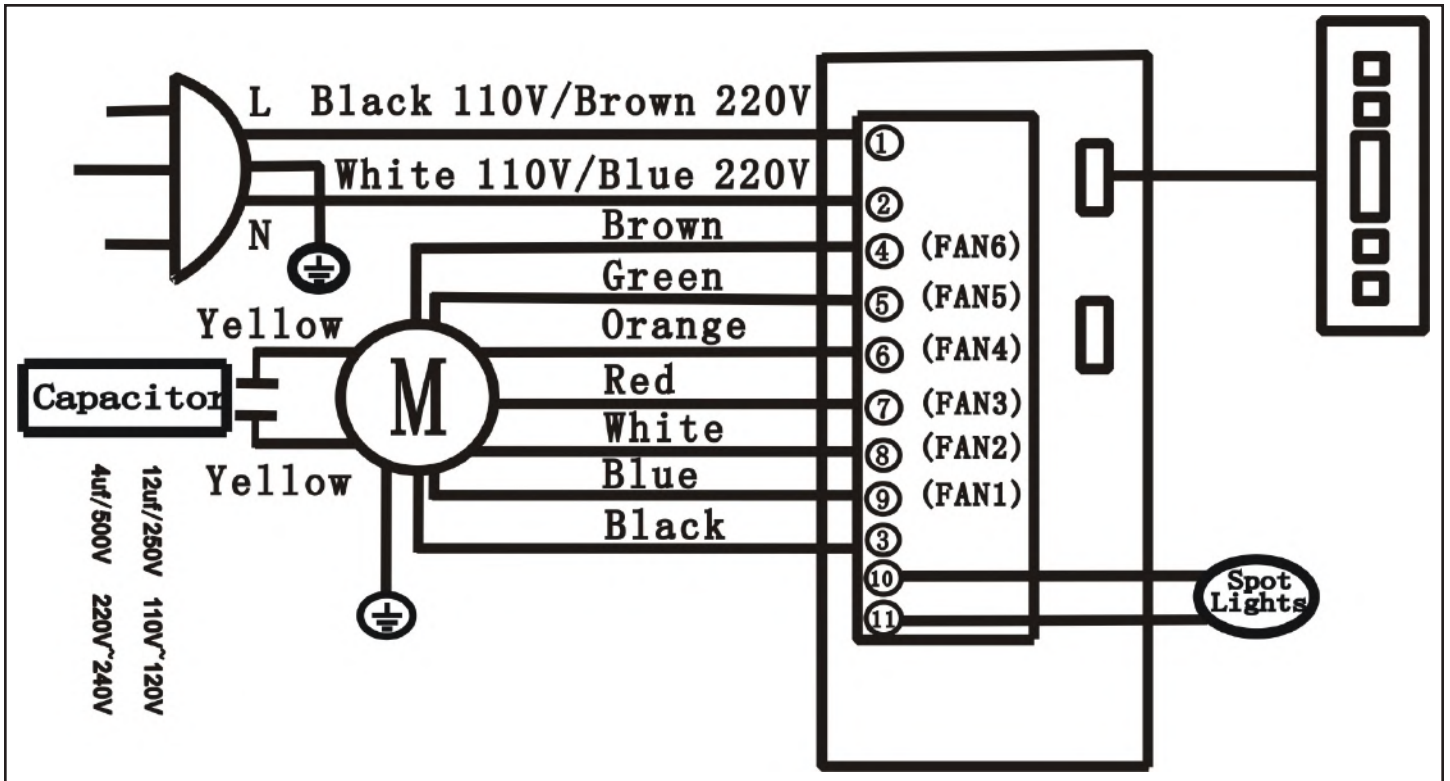 L Black 110V/Brown 220V
White 110V/Blue 220V
N
Brown
Green
Orange
Red
White
Blue
Black
Yellow
Yellow
Capacitor
12uf/250V 110V~120V
4uf/500V 220V~240V
M
1
2
4 (FAN6)
5 (FAN5)
6 (FAN4)
7 (FAN3)
8 (FAN2)
9 (FAN1)
3
10
11
Spot
Lights